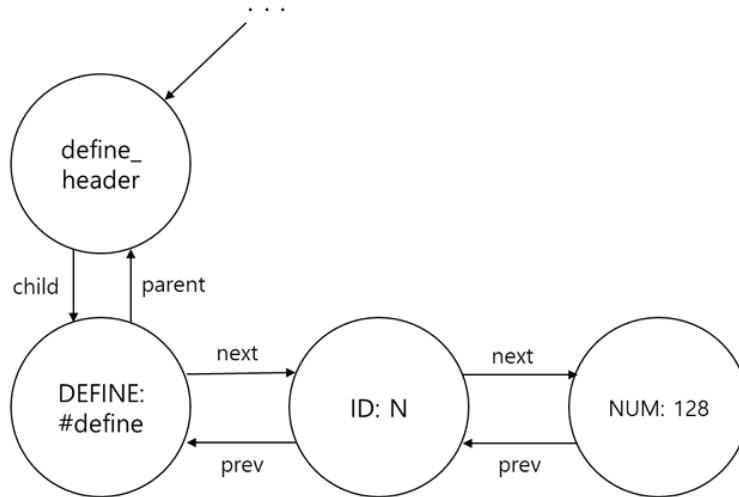 . . .
define_
header
child
parent
next
next
DEFINE:
#define
ID: N
NUM: 128
prev
prev